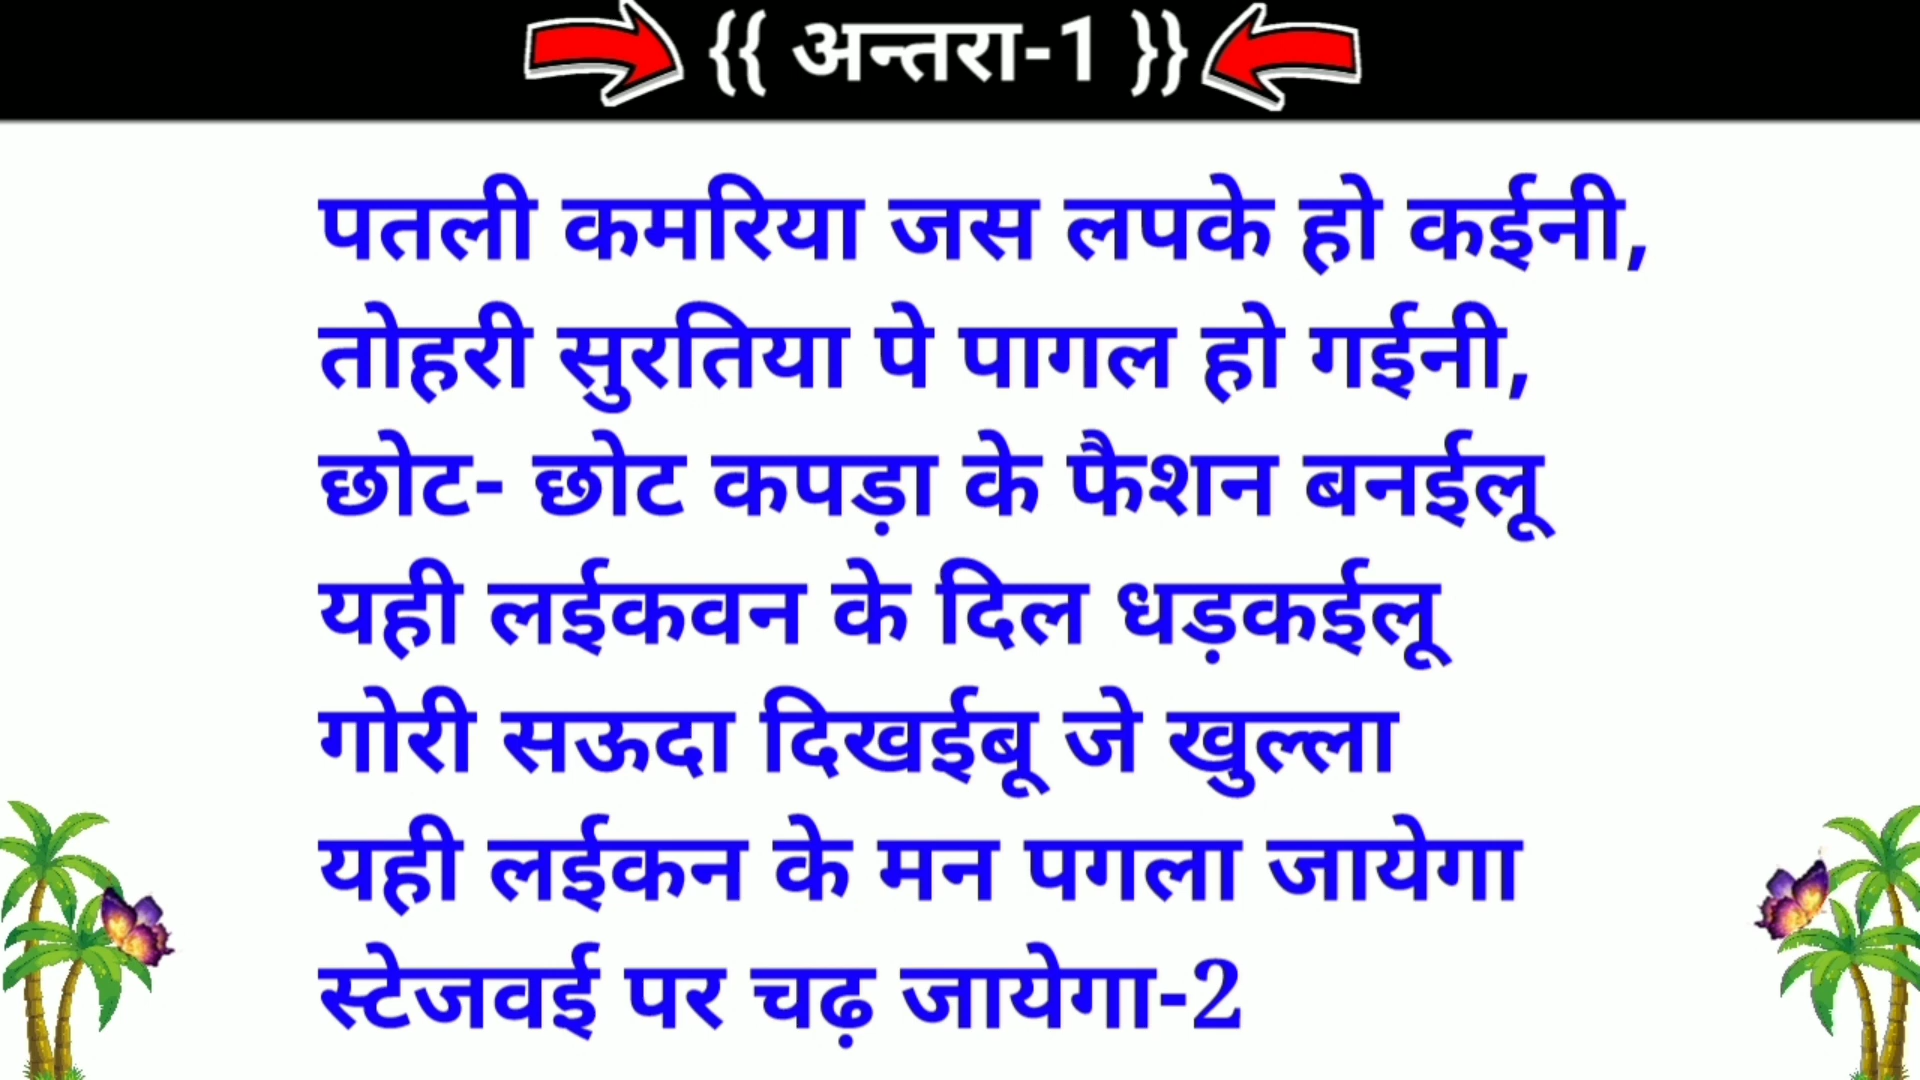 {{ अन्तरा-1 }}
पतली कमरिया जस लपके हो कईनी,
तोहरी सुरतिया पे पागल हो गईनी,
छोट- छोट कपड़ा के फैशन बनईलू
यही लईकवन के दिल धड़कईलू
गोरी सऊदा दिखईबू जे खुल्ला
यही लईकन के मन पगला जायेगा
स्टेजवई पर चढ़ जायेगा-2